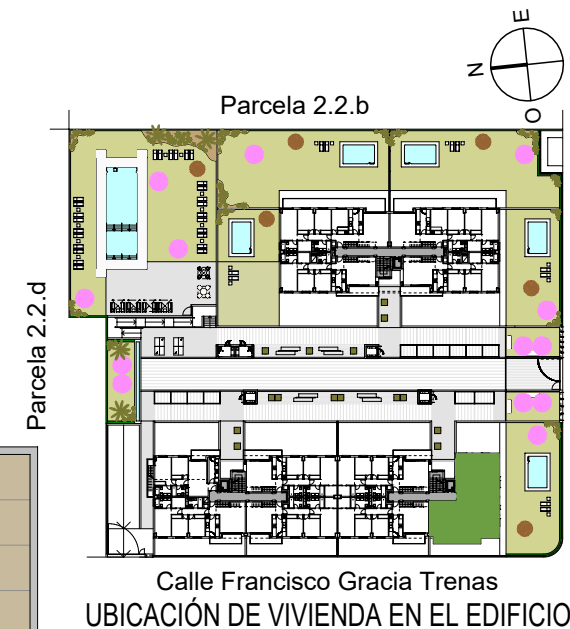 E
N
O
Parcela 2.2.b
Parcela 2.2.d
Calle Francisco Gracia Trenas
UBICACIÓN DE VIVIENDA EN EL EDIFICIO